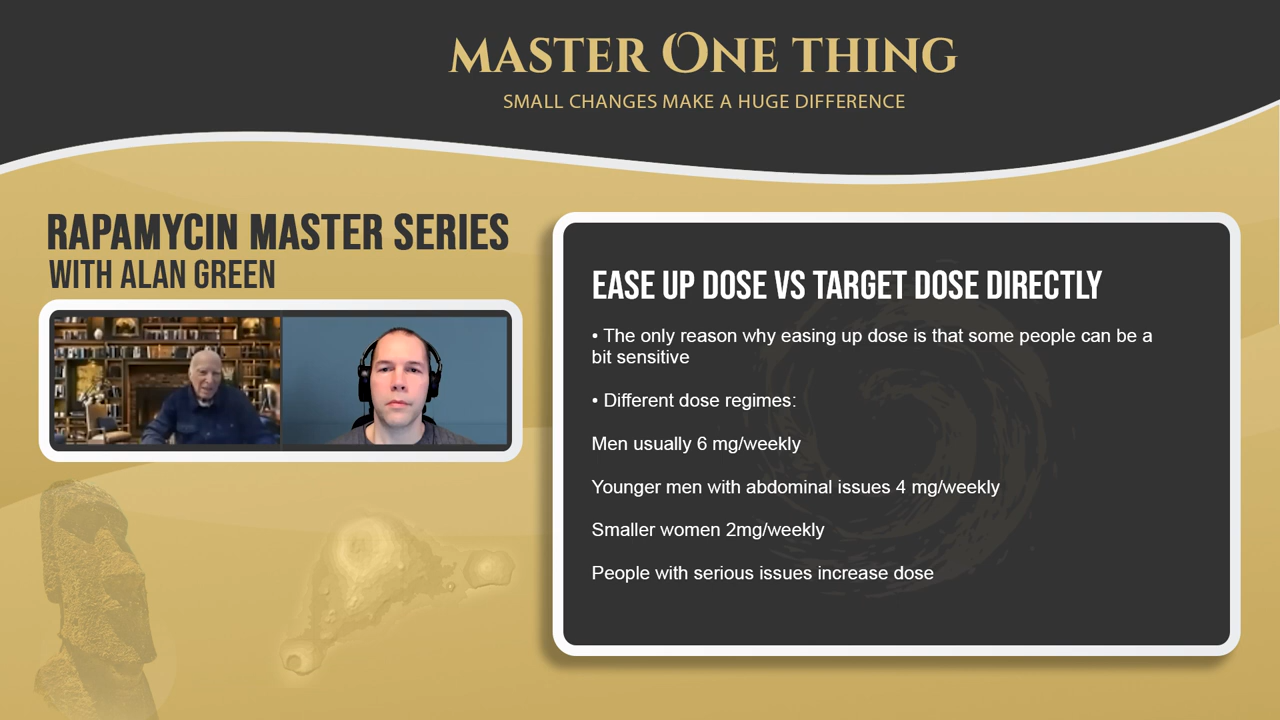 MASTER ONE THING
SMALL CHANGES MAKE A HUGE DIFFERENCE
RAPAMYCIN MASTER SERIES
WITH ALAN GREEN
EASE UP DOSE VS TARGET DOSE DIRECTLY
• The only reason why easing up dose is that some people can be a
bit sensitive
• Different dose regimes:
Men usually 6 mg/weekly
Younger men with abdominal issues 4 mg/weekly
Smaller women 2mg/weekly
People with serious issues increase dose